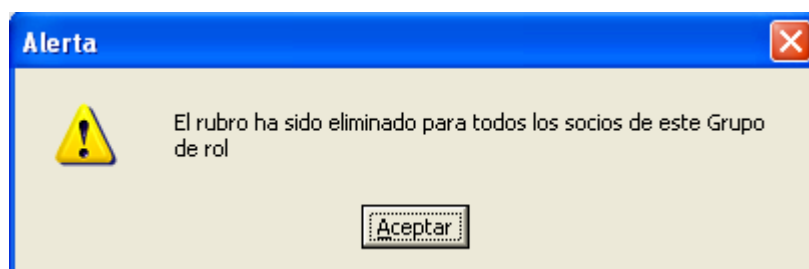 Alerta
El rubro ha sido eliminado para todos los socios de este Grupo
de rol
Aceptar